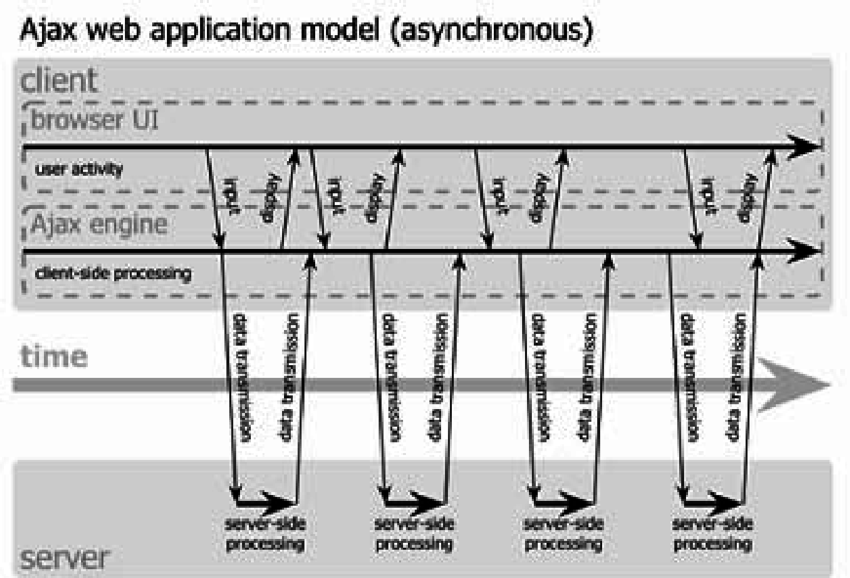 Ajax web application model (asynchronous)
client
browser UI
user activity
input
display
input
display
input
display
input
display
Ajax engine
client-side processing
data transmission
data transmission
data transmission
data transmission
data transmission
data transmission
data transmission
data transmission
time
server-side
processing
server-side
processing
server-side
processing
server-side
processing
server